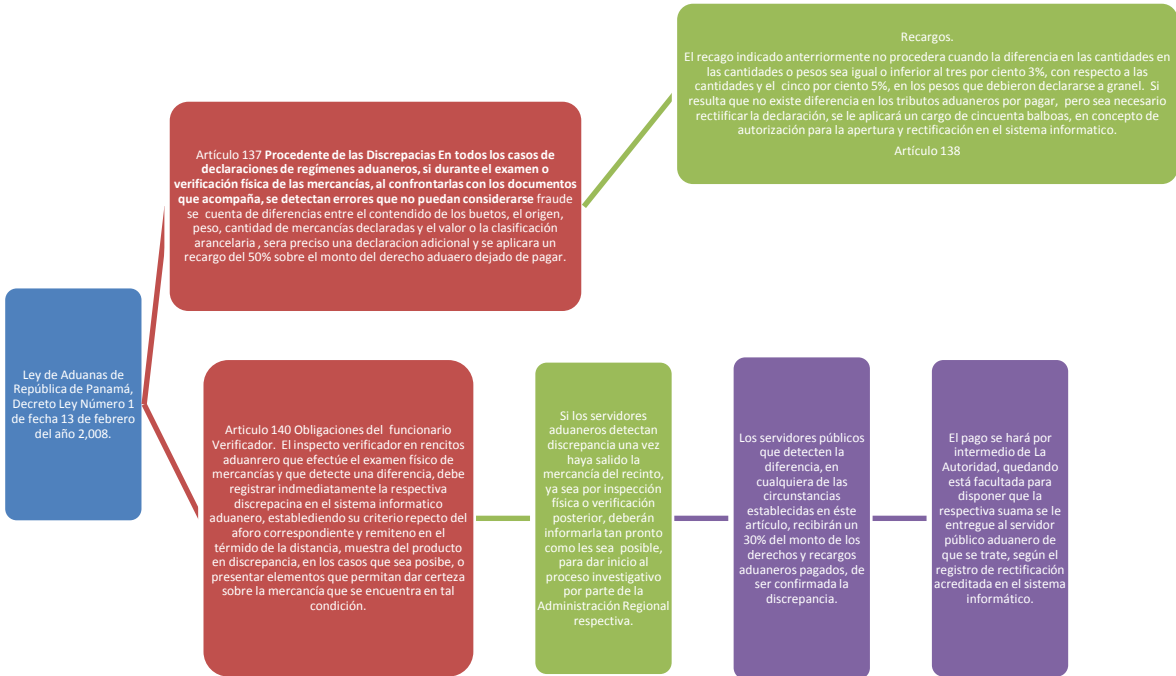 Ley de Aduanas de
República de Panamá,
Decreto Ley Número 1
de fecha 13 de febrero
del año 2,008.
Artículo 137 Procedente de las Discrepacias En todos los casos de
declaraciones de regímenes aduaneros, si durante el examen o
verificación física de las mercancías, al confrontarlas con los documentos
que acompaña, se detectan errores que no puedan considerarse fraude
se cuenta de diferencias entre el contendido de los buetos, el origen,
peso, cantidad de mercancías declaradas y el valor o la clasificación
arancelaria , sera preciso una declaracion adicional y se aplicara un
recargo del 50% sobre el monto del derecho aduaero dejado de pagar.
Recargos.
El recago indicado anterriormente no procedera cuando la diferencia en las cantidades en
las cantidades o pesos sea igual o inferior al tres por ciento 3%, con respecto a las
cantidades y el cinco por ciento 5%, en los pesos que debieron declararse a granel. Si
resulta que no existe diferencia en los tributos aduaneros por pagar, pero sea necesario
rectiificar la declaración, se le aplicará un cargo de cincuenta balboas, en concepto de
autorización para la apertura y rectificación en el sistema informatico.
Artículo 138
Articulo 140 Obligaciones del funcionario
Verificador. El inspecto verificador en rencitos
aduanrero que efectúe el examen físico de
mercancías y que detecte una diferencia, debe
registrar indmediatamente la respectiva
discrepacina en el sistema informatico
aduanero, establediendo su criterio repecto del
aforo correspondiente y remiteno en el
térmido de la distancia, muestra del producto
en discrepancia, en los casos que sea posibe, o
presentar elementos que permitan dar certeza
sobre la mercancía que se encuentra en tal
condición.
Si los servidores
aduaneros detectan
discrepancia una vez
haya salido la
mercancía del recinto,
ya sea por inspección
física o verificación
posterior, deberán
informarla tan pronto
como les sea posible,
para dar inicio al
proceso investigativo
por parte de la
Administración Regional
respectiva.
Los servidores públicos
que detecten la
diferencia, en
cualquiera de las
circunstancias
establecidas en éste
artículo, recibirán un
30% del monto de los
derechos y recargos
aduaneros pagados, de
ser confirmada la
discrepancia.
El pago se hará por
intermedio de La
Autoridad, quedando
está facultada para
disponer que la
respectiva suama se le
entregue al servidor
público aduanero de
que se trate, según el
registro de rectificación
acreditada en el sistema
informático.